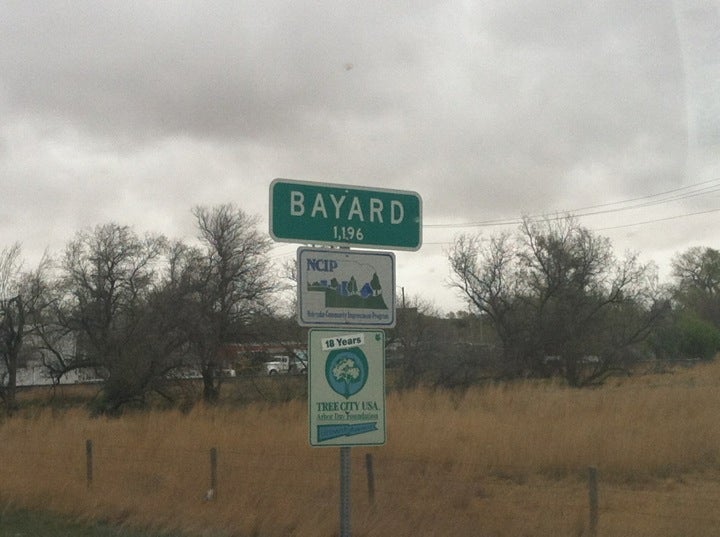 BAYARD
1,196
NCIP
Nebraska Community Improvement Program
18 Years
TREE CITY USA
Arbor Day Foundation